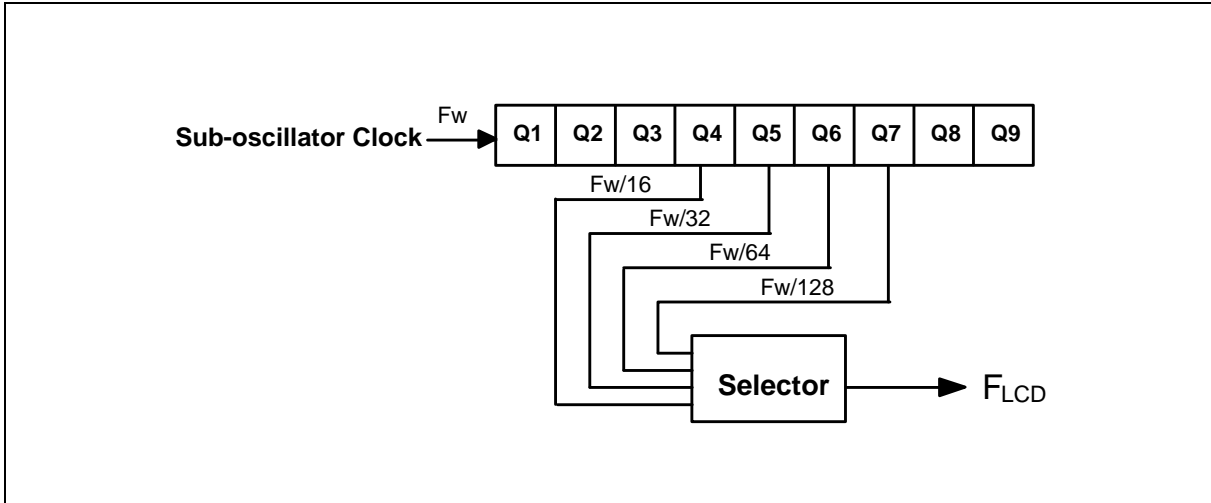 Fw
Sub-oscillator Clock
Q1 Q2 Q3 Q4 Q5 Q6 Q7 Q8 Q9
Fw/16
Fw/32
Fw/64
Fw/128
Selector
FLCD